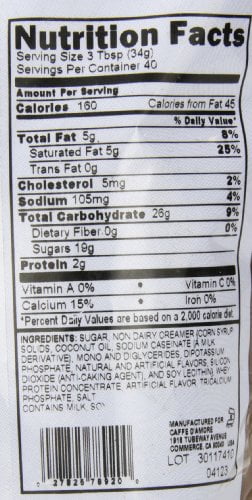 Nutrition Facts
Serving Size 3 Tbsp (34g)
Servings Per Container 40
Amount Per Serving
Calories 160 Calories from Fat 45
% Daily Value*
Total Fat 5g 8%
Saturated Fat 5g 25%
Trans Fat 0g
Cholesterol 5mg 2%
Sodium 105mg 4%
Total Carbohydrate 26g 9%
Dietary Fiber 0g 0%
Sugars 19g
Protein 2g
Vitamin A 0% • Vitamin C 0%
Calcium 15% • Iron 0%
*Percent Daily Values are based on a 2,000 calorie diet.
INGREDIENTS: SUGAR, NON DAIRY CREAMER (CORN SYRUP
SOLIDS, COCONUT OIL, SODIUM CASEINATE (A MILK
DERIVATIVE), MONO AND DIGLYCERIDES, DIPOTASSIUM
PHOSPHATE, NATURAL AND ARTIFICIAL FLAVORS, SILICON
DIOXIDE (ANTI-CAKING AGENT), AND SOY LECITHIN), WHEY
PROTEIN CONCENTRATE, ARTIFICIAL FLAVOR, TRICALCIUM
PHOSPHATE, SALT
CONTAINS MILK, SOY
MANUFACTURED FOR
CAFFE D'AMORE
1916 TUBEWAY AVENUE
COMMERCE, CA 90040 USA
LOT 30117410
04123
0 37826 78920 0